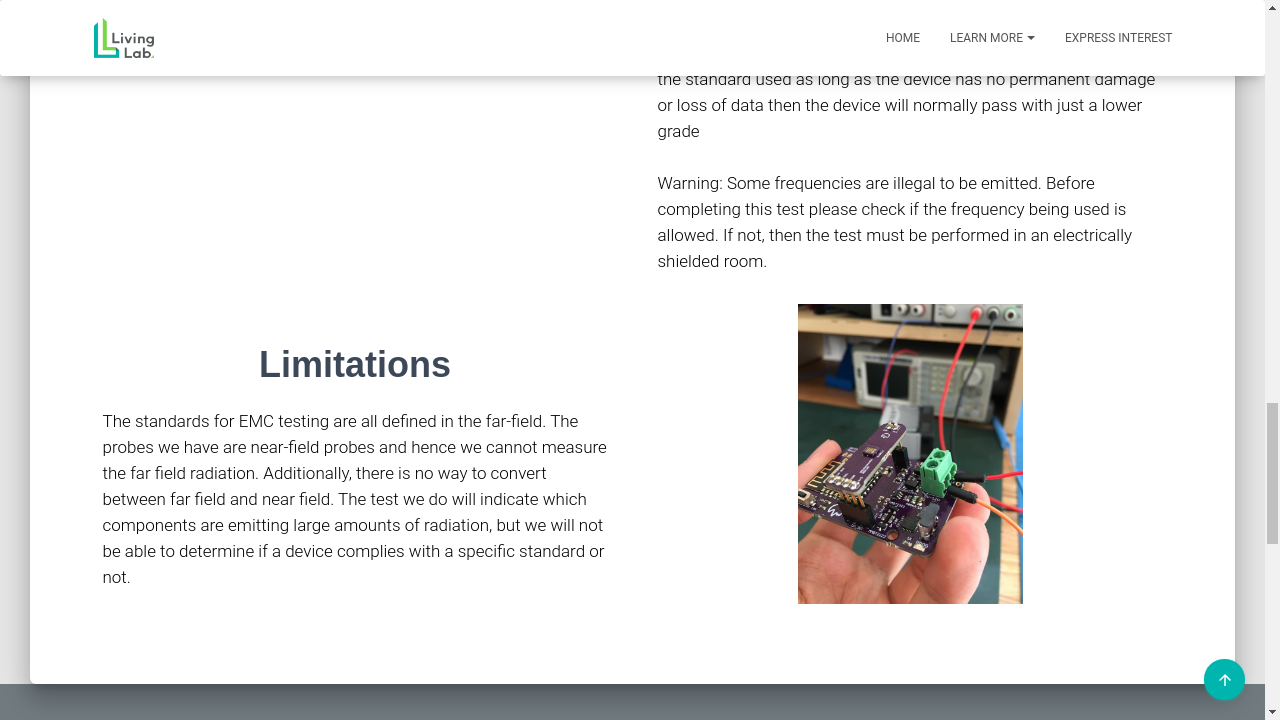 Living
Lab.
HOME
LEARN MORE
EXPRESS INTEREST
the standard used as long as the device has no permanent damage
or loss of data then the device will normally pass with just a lower
grade
Warning: Some frequencies are illegal to be emitted. Before
completing this test please check if the frequency being used is
allowed. If not, then the test must be performed in an electrically
shielded room.
Limitations
The standards for EMC testing are all defined in the far-field. The
probes we have are near-field probes and hence we cannot measure
the far field radiation. Additionally, there is no way to convert
between far field and near field. The test we do will indicate which
components are emitting large amounts of radiation, but we will not
be able to determine if a device complies with a specific standard or
not.